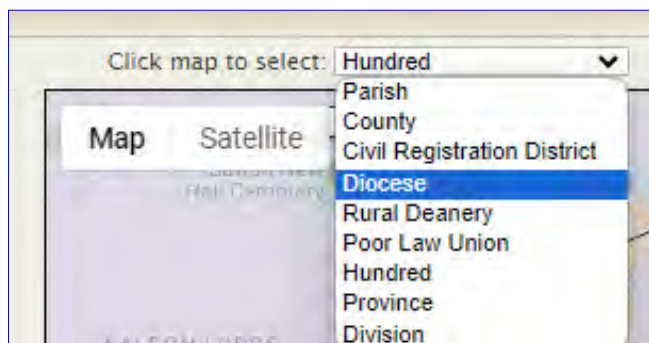 Click map to select: Hundred
Parish
County
Map Satellite
Civil Registration District
Diocese
Rural Deanery
Poor Law Union
Hundred
Province
Division